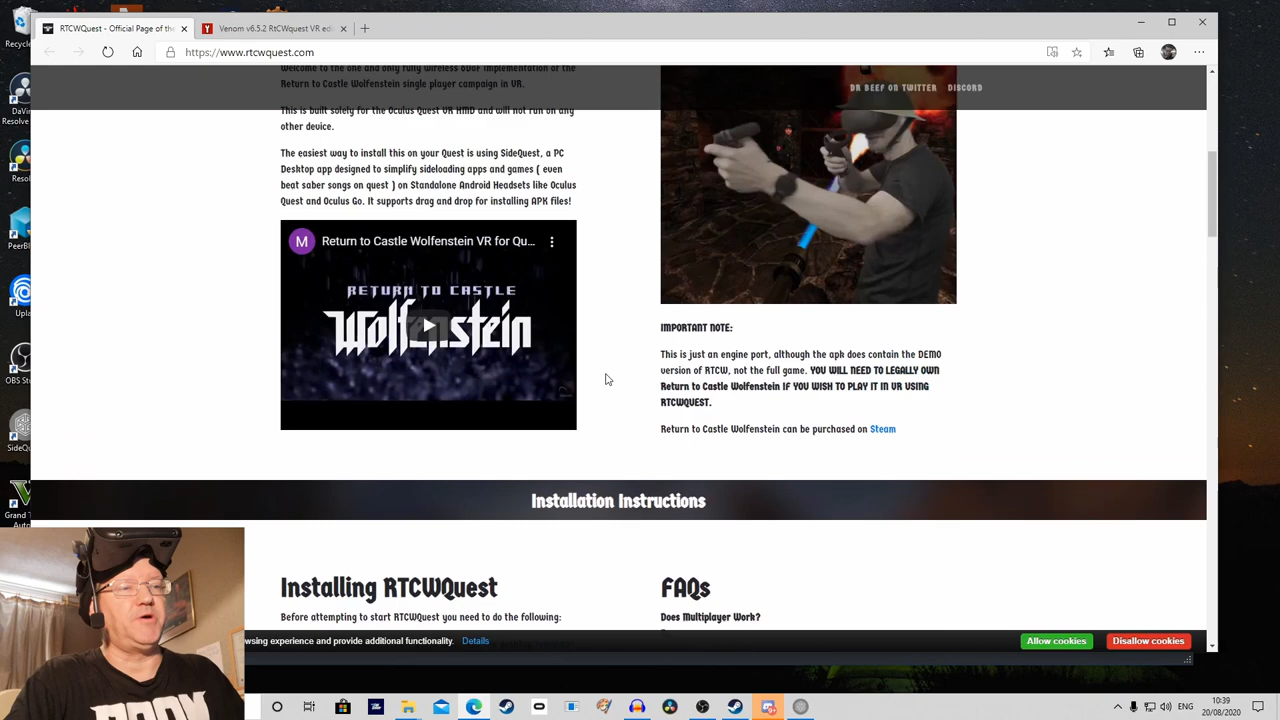 RTCWQuest - Official Page of the
Venom v6.5.2 RtCWquest VR edi
https://www.rtcwquest.com
DR BEEF ON TWITTER
DISCORD
Welcome to the one and only fully wireless 6DoF implementation of the
Return to Castle Wolfenstein single player campaign in VR.
This is built solely for the Oculus Quest VR HMD and will not run on any
other device.
The easiest way to install this on your Quest is using SideQuest, a PC
Desktop app designed to simplify sideloading apps and games ( even
beat saber songs on quest ) on Standalone Android Headsets like Oculus
Quest and Oculus Go. It supports drag and drop for installing APK files!
M
Return to Castle Wolfenstein VR for Qu...
RETURN TO CASTLE
Wolfenstein
IMPORTANT NOTE:
This is just an engine port, although the apk does contain the DEMO
version of RTCW, not the full game. YOU WILL NEED TO LEGALLY OWN
Return to Castle Wolfenstein IF YOU WISH TO PLAY IT IN VR USING
RTCWQUEST.
Return to Castle Wolfenstein can be purchased on Steam
Installation Instructions
Installing RTCWQuest
Before attempting to start RTCWQuest you need to do the following:
FAQs
Does Multiplayer Work?
wsing experience and provide additional functionality. Details
Allow cookies
Disallow cookies
Recycl
DaVi
Re
PeerBl
Upla
OBS
SideQ
Grand T
ENG
10:39
20/08/2020